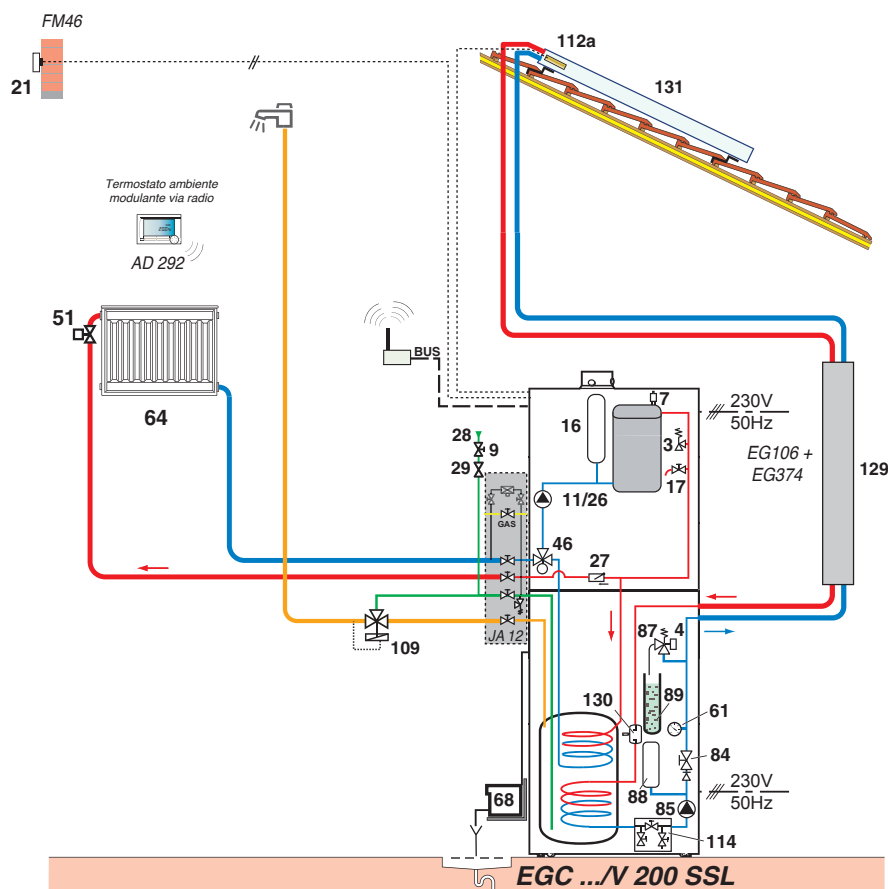 FM46
21
112a
131
Termostato ambiente
modulante via radio
AD 292
51
64
BUS
7
230V
50Hz
16
3
17
EG106 +
EG374
129
28
9
29
GAS
11/26
46
27
JA 12
109
87
4
89
130
61
84
88
85
230V
50Hz
68
114
EGC .../V 200 SSL